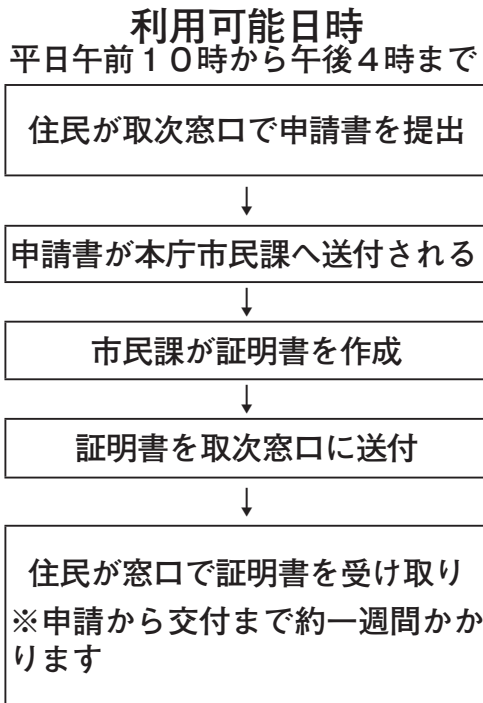 利用可能日時
平日午前１０時から午後４時まで
住民が取次窓口で申請書を提出
↓
申請書が本庁市民課へ送付される
↓
市民課が証明書を作成
↓
証明書を取次窓口に送付
↓
住民が窓口で証明書を受け取り
※申請から交付まで約一週間かか
ります